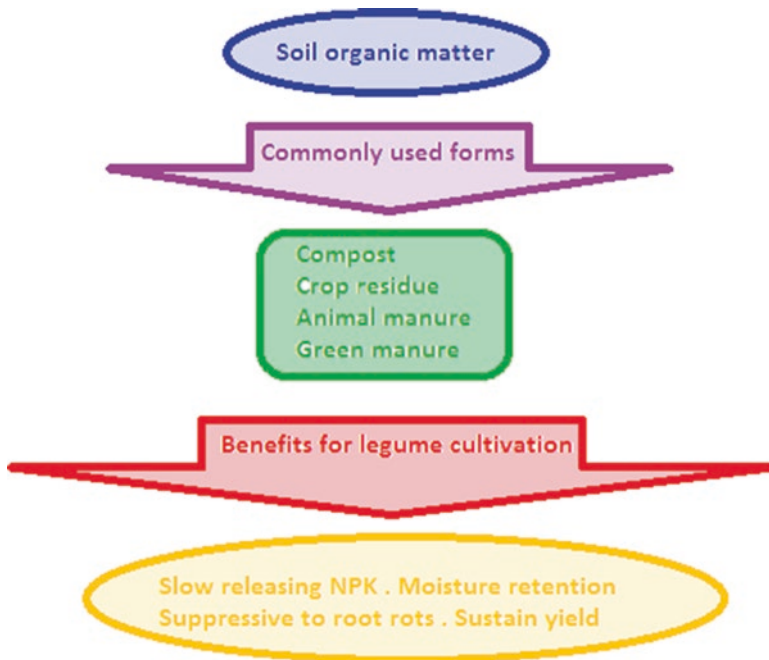 Soil organic matter
Commonly used forms
Compost
Crop residue
Animal manure
Green manure
Benefits for legume cultivation
Slow releasing NPK . Moisture retention
Suppressive to root rots . Sustain yield